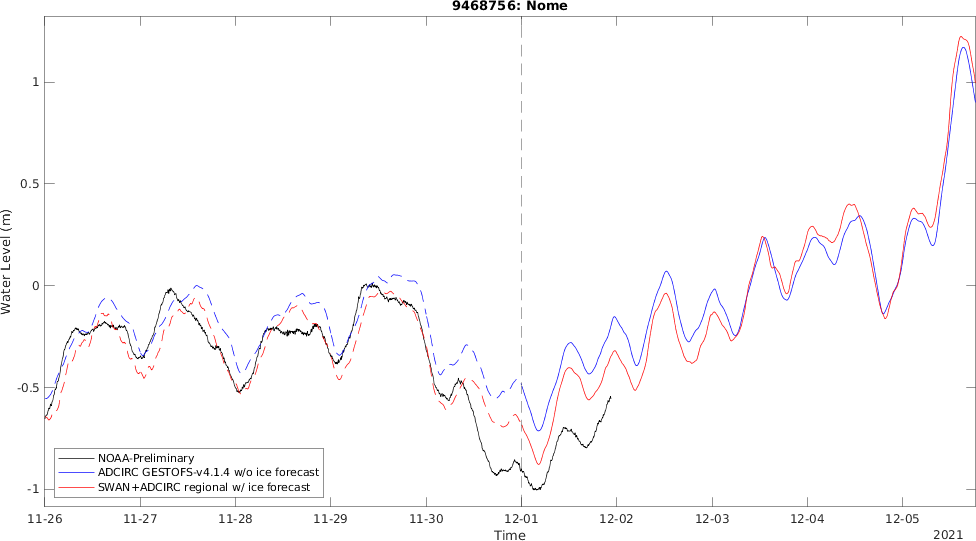 9468756: Nome
Water Level (m)
1
0.5
0
-0.5
-1
NOAA-Preliminary
ADCIRC GESTOFS-v4.1.4 w/o ice forecast
SWAN+ADCIRC regional w/ ice forecast
11-26 11-27 11-28 11-29 11-30 12-01 12-02 12-03 12-04 12-05
Time
2021